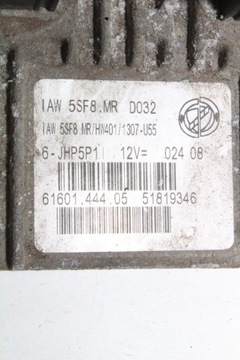 IAW 5SF8.MR D032
IAW 5SF8 MR/HW401/1307-U55
6-JHP5P1 12V= 024 08
61601.444.05 51819346